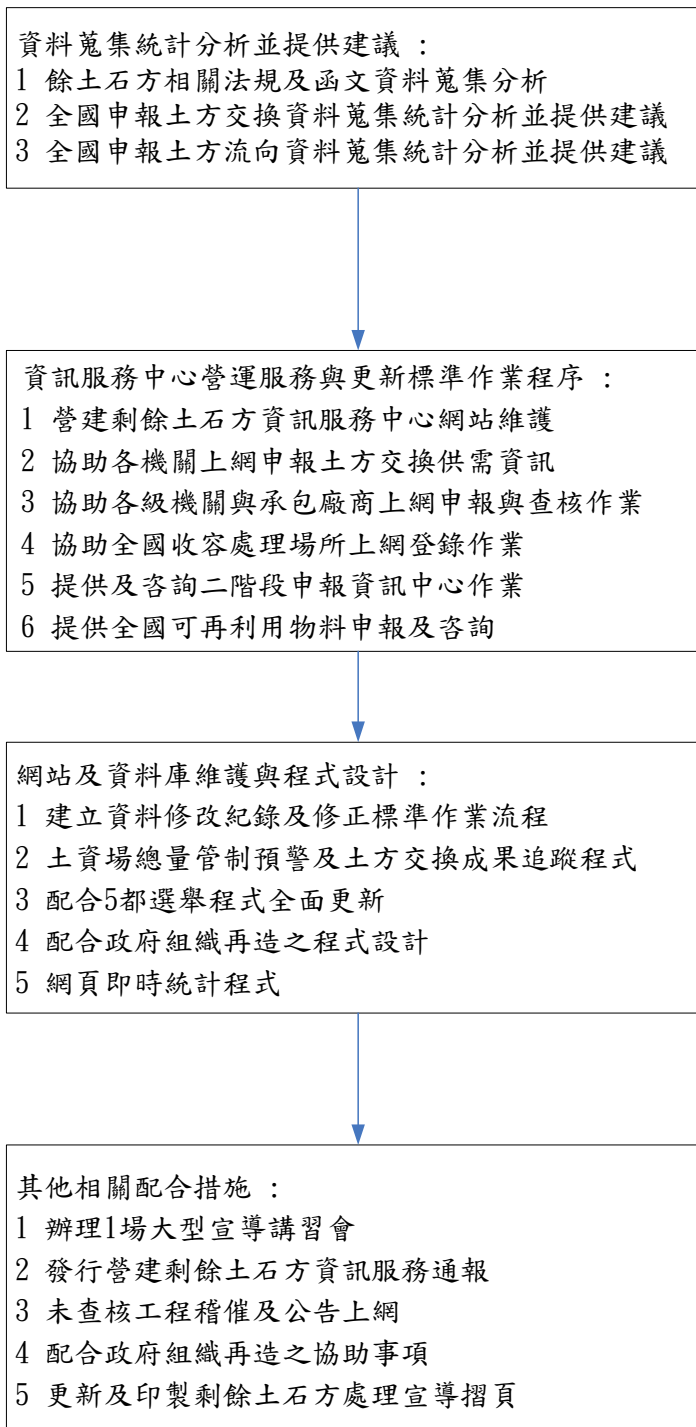 資料蒐集統計分析並提供建議 :
1 餘土石方相關法規及函文資料蒐集分析
2 全國申報土方交換資料蒐集統計分析並提供建議
3 全國申報土方流向資料蒐集統計分析並提供建議
資訊服務中心營運服務與更新標準作業程序 :
1 營建剩餘土石方資訊服務中心網站維護
2 協助各機關上網申報土方交換供需資訊
3 協助各級機關與承包廠商上網申報與查核作業
4 協助全國收容處理場所上網登錄作業
5 提供及咨詢二階段申報資訊中心作業
6 提供全國可再利用物料申報及咨詢
網站及資料庫維護與程式設計 :
1 建立資料修改紀錄及修正標準作業流程
2 土資場總量管制預警及土方交換成果追蹤程式
3 配合5都選舉程式全面更新
4 配合政府組織再造之程式設計
5 網頁即時統計程式
其他相關配合措施 :
1 辦理1場大型宣導講習會
2 發行營建剩餘土石方資訊服務通報
3 未查核工程稽催及公告上網
4 配合政府組織再造之協助事項
5 更新及印製剩餘土石方處理宣導摺頁